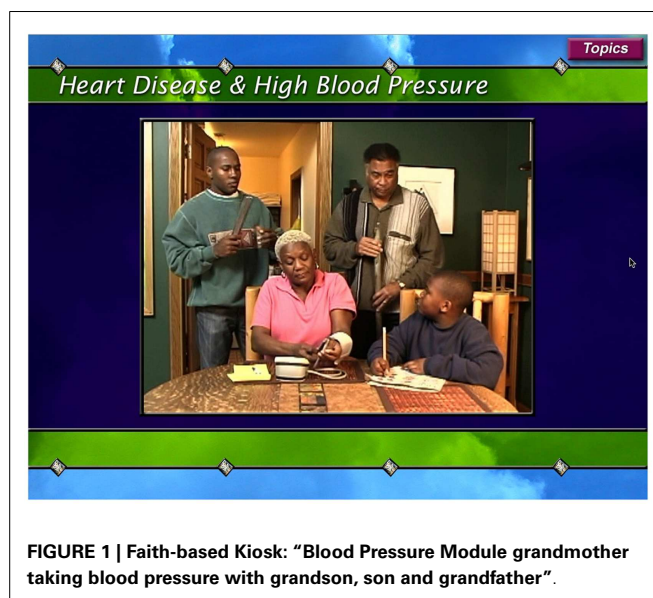 Topics
Heart Disease & High Blood Pressure
FIGURE 1 | Faith-based Kiosk: “Blood Pressure Module grandmother
taking blood pressure with grandson, son and grandfather”.